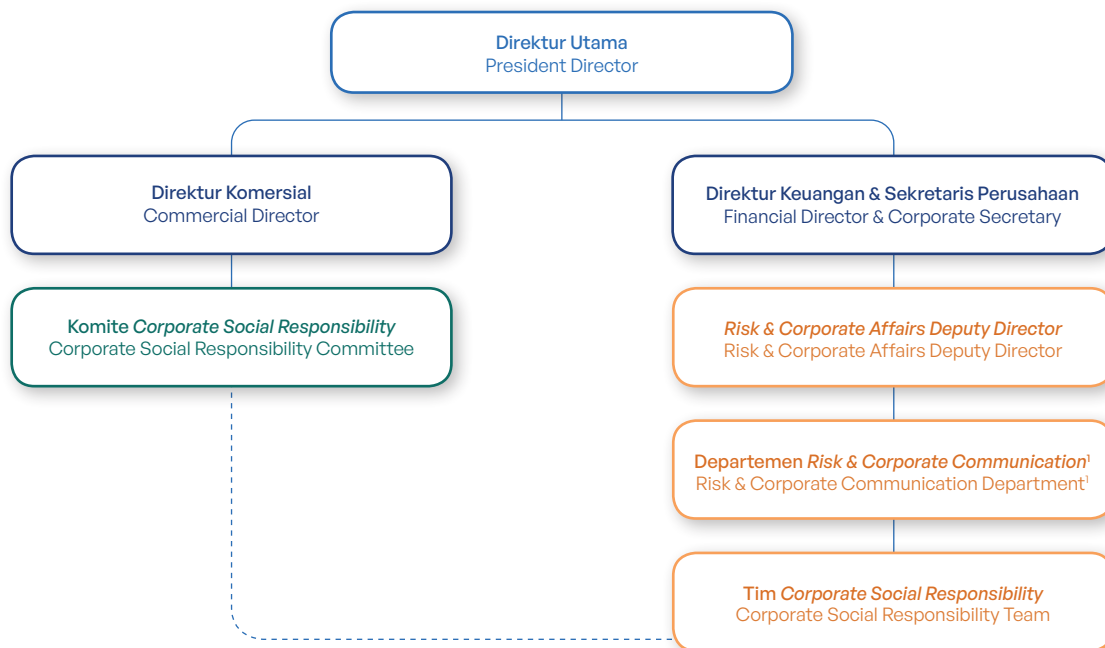 Direktur Utama
President Director
Direktur Komersial
Commercial Director
Direktur Keuangan & Sekretaris Perusahaan
Financial Director & Corporate Secretary
Komite Corporate Social Responsibility
Corporate Social Responsibility Committee
Risk & Corporate Affairs Deputy Director
Risk & Corporate Affairs Deputy Director
Departemen Risk & Corporate Communication¹
Risk & Corporate Communication Department¹
Tim Corporate Social Responsibility
Corporate Social Responsibility Team